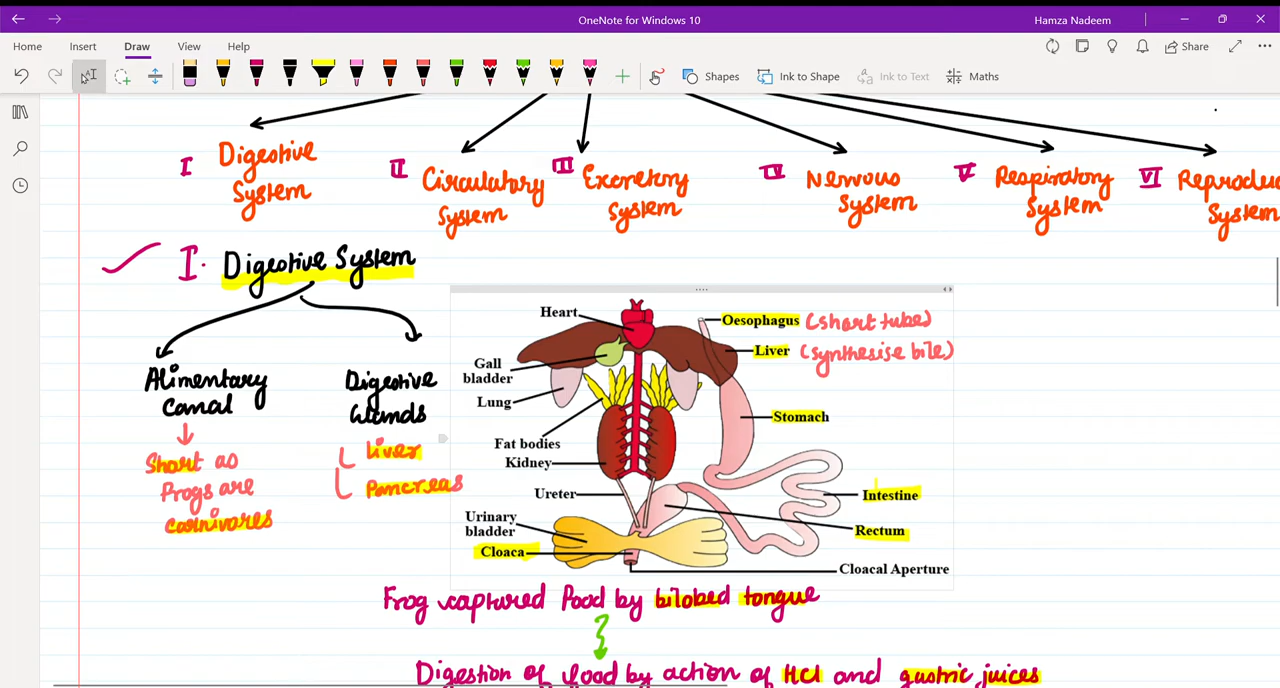 OneNote for Windows 10
Hamza Nadeem
Home Insert Draw View Help
Share
Shapes
Ink to Shape
Ink to Text
Maths
I Digestive System
II Circulatory System
III Excretory System
IV Nervous System
V Respiratory System
VI Reproduc System
I. Digestive System
Alimentary Canal
Short as
Frogs are
carnivores
Digestive Glands
Liver
Pancreas
Heart
Gall bladder
Lung
Fat bodies
Kidney
Ureter
Urinary bladder
Cloaca
Oesophagus (short tube)
Liver (synthesise bile)
Stomach
Intestine
Rectum
Cloacal Aperture
Frog captured food by bilobed tongue
Digestion of food by action of HCl and gastric juices